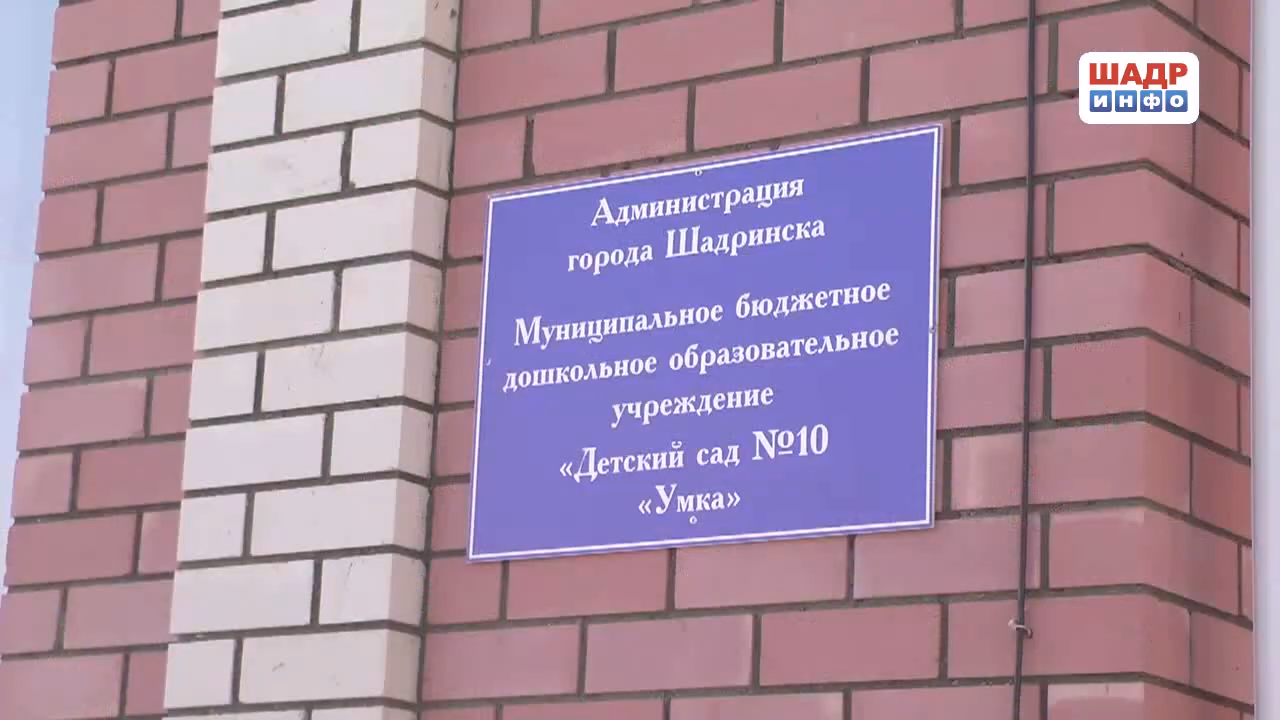 ШАДР
ИНФО
Администрация
города Шадринска
Муниципальное бюджетное
дошкольное образовательное
учреждение
«Детский сад №10
«Умка»